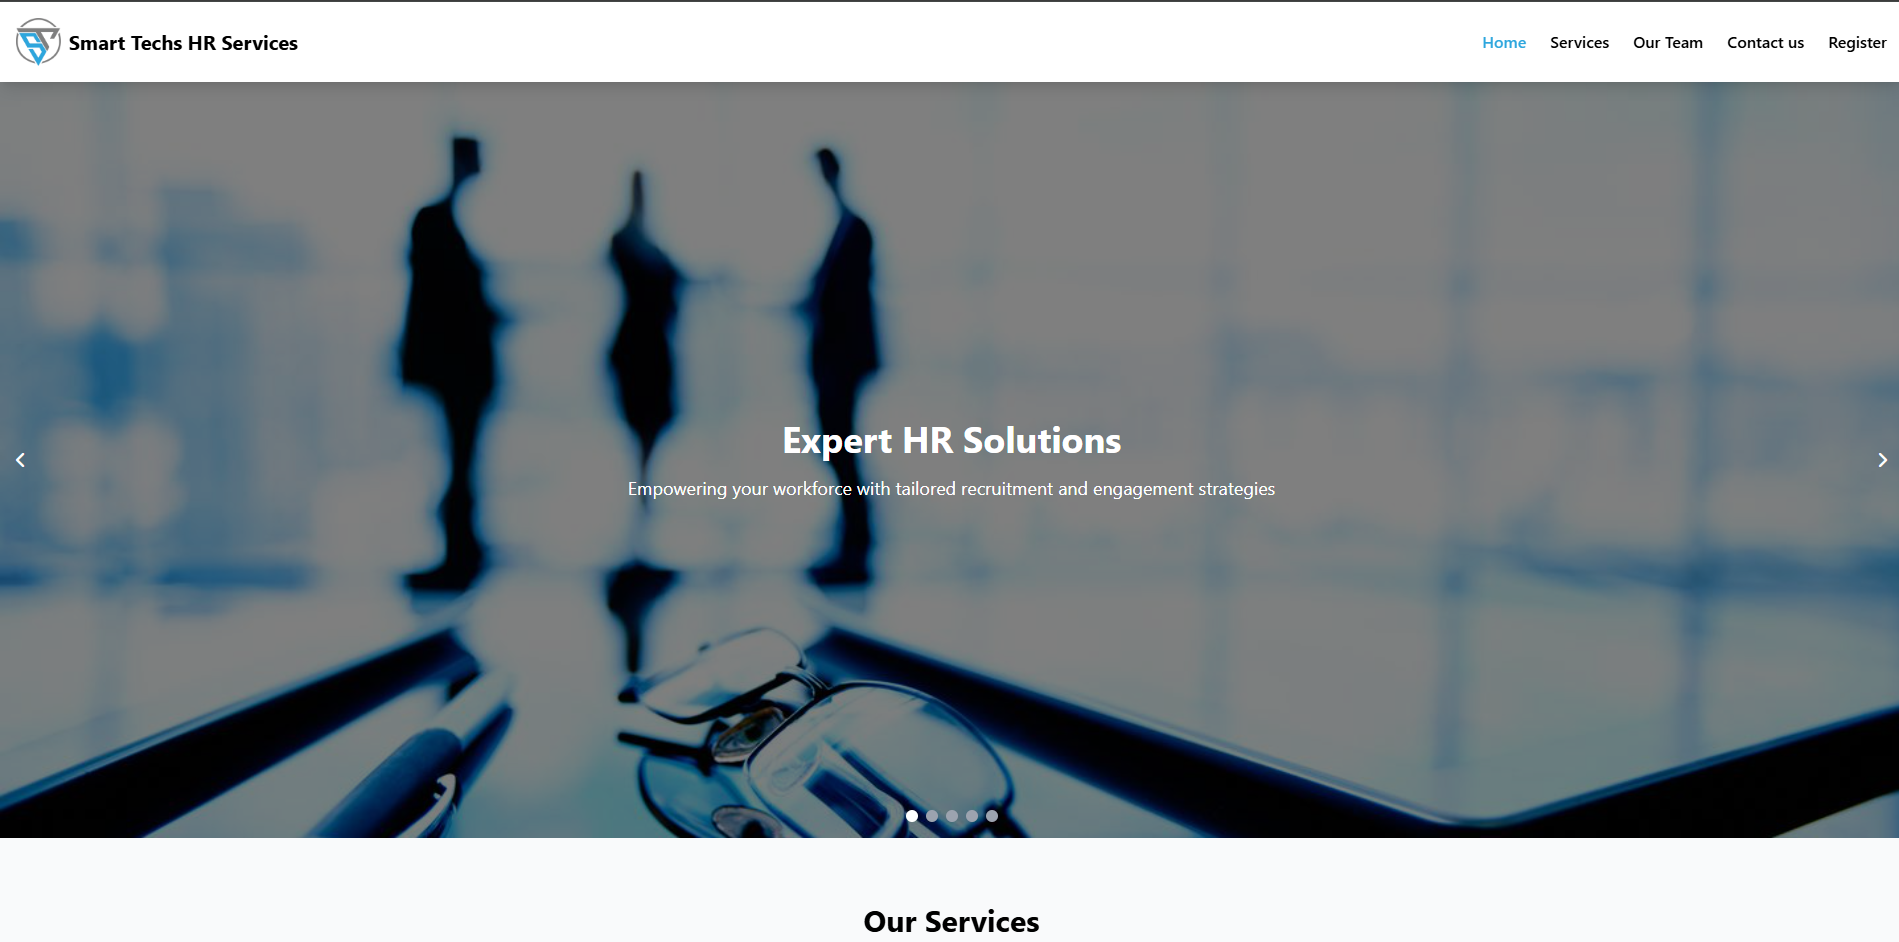 Smart Techs HR Services
Home Services Our Team Contact us Register
Expert HR Solutions
Empowering your workforce with tailored recruitment and engagement strategies
Our Services